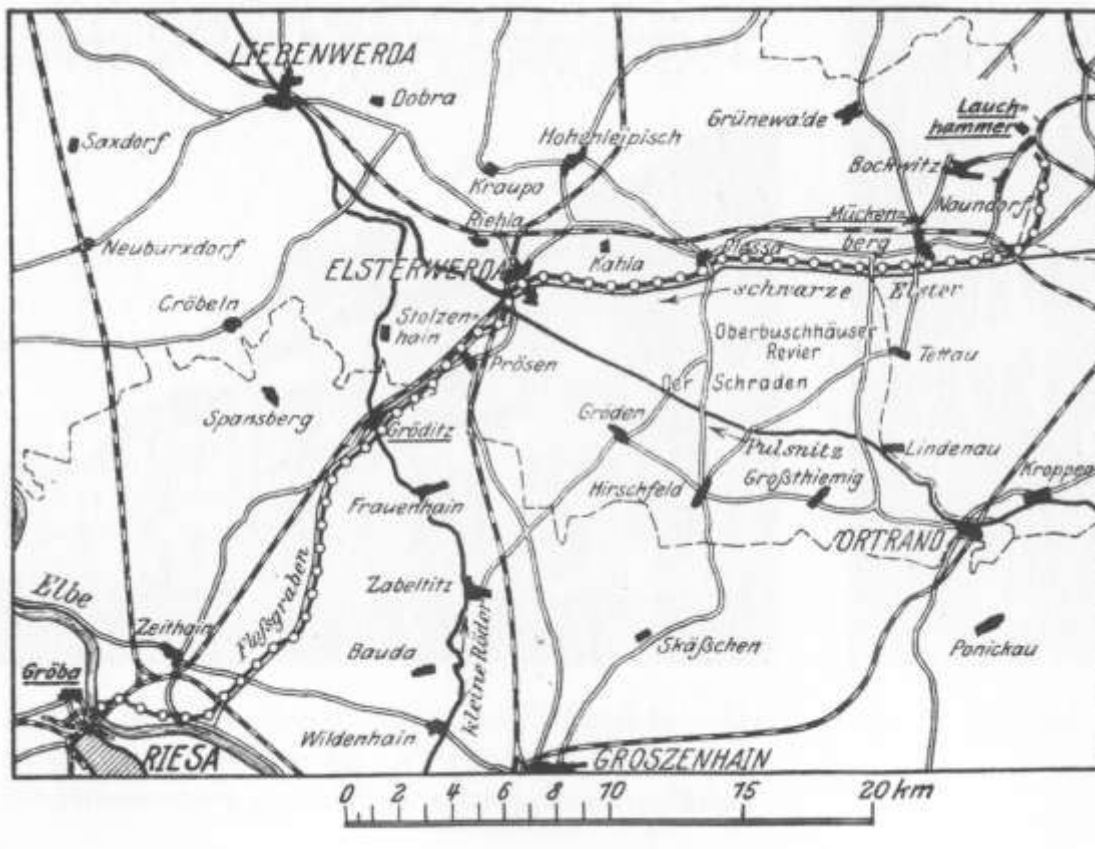 LIEBENWERDA
Dobra
Saxdorf
Grünewalde
Lauch=
hammer
Hohenleipisch
Bockwitz
Kraupa
Naundorf
Mücken=
berg
Riehla
Neuburxdorf
Plessa
Kahla
ELSTERWERDA
schwarze Elster
Cröbeln
Stolzen=
hain
Oberbuschhäuser
Revier
Tettau
Prösen
Der Schraden
Spansberg
Gröden
Gröditz
Pulsnitz
Lindenau
Kroppen
Großthiemig
Hirschfeld
Frauenhain
ORTRAND
Floßgraben
Elbe
Zabeltitz
Zeithain
kleine Röder
Skäßchen
Ponickau
Bauda
Gröba
Wildenhain
RIESA
GROSZENHAIN
0 2 4 6 8 10 15 20 km